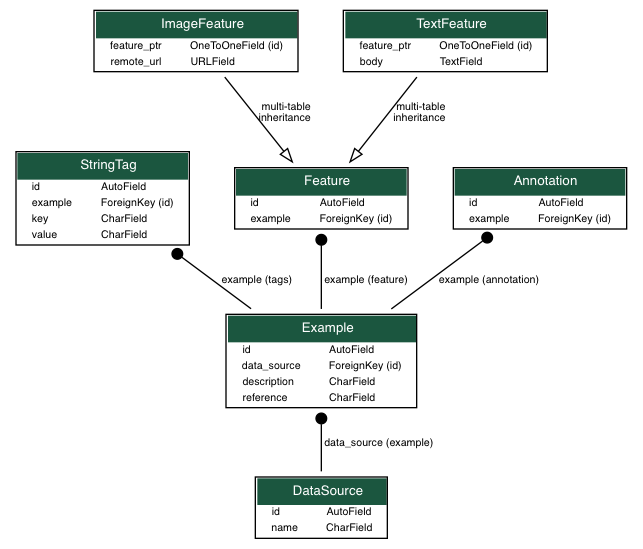 ImageFeature
feature_ptr OneToOneField (id)
remote_url URLField
TextFeature
feature_ptr OneToOneField (id)
body TextField
multi-table
inheritance
multi-table
inheritance
StringTag
id AutoField
example ForeignKey (id)
key CharField
value CharField
Feature
id AutoField
example ForeignKey (id)
Annotation
id AutoField
example ForeignKey (id)
example (tags)
example (feature)
example (annotation)
Example
id AutoField
data_source ForeignKey (id)
description CharField
reference CharField
data_source (example)
DataSource
id AutoField
name CharField